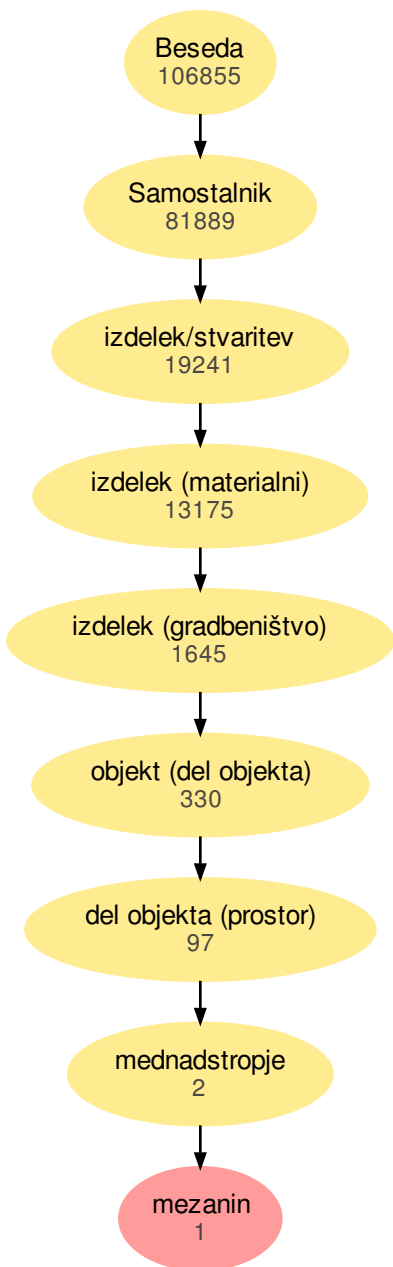 Beseda
106855
Samostalnik
81889
izdelek/stvaritev
19241
izdelek (materialni)
13175
izdelek (gradbeništvo)
1645
objekt (del objekta)
330
del objekta (prostor)
97
mednadstropje
2
mezanin
1